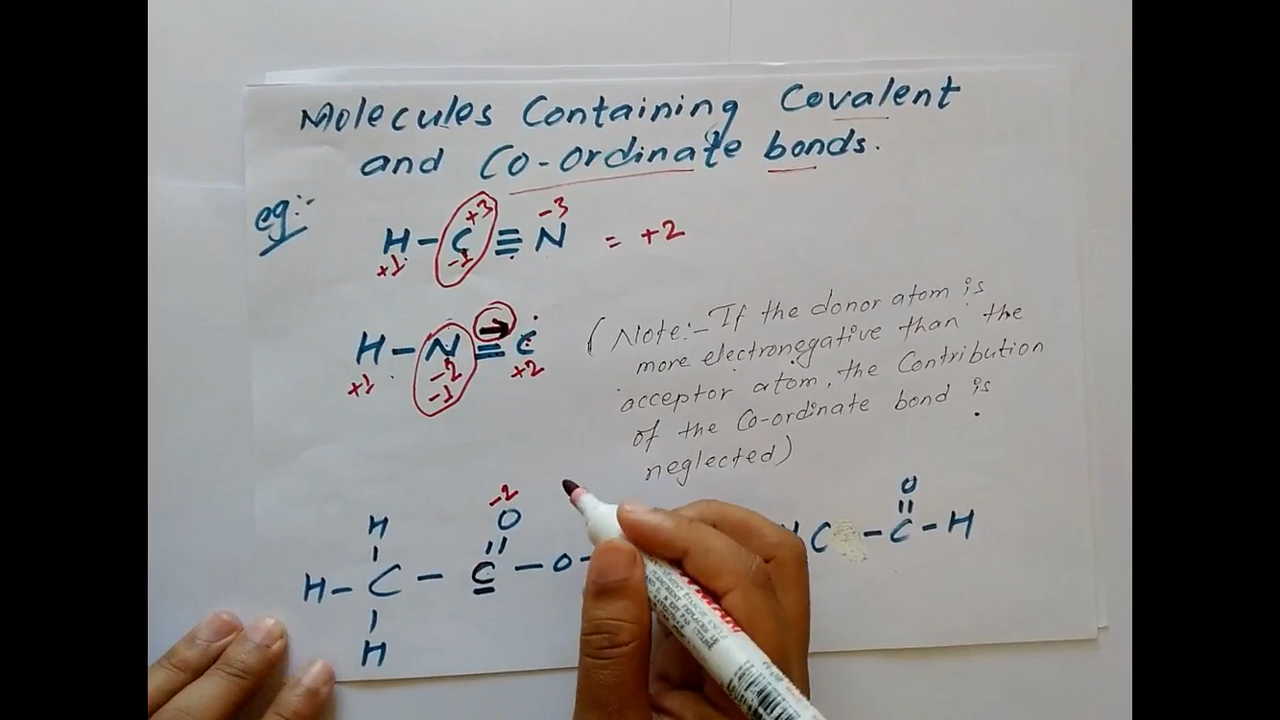 Molecules Containing Covalent
and Co-ordinate bonds.
eg:-
+3 -3
H - C ≡ N = +2
+1 -1
H - N ≡ C
+1 -2 +2
-1
(Note:- If the donor atom is
more electronegative than the
acceptor atom, the Contribution
of the Co-ordinate bond is
neglected)
-2
H O
H - C - C - O -
H
O
C - C - H